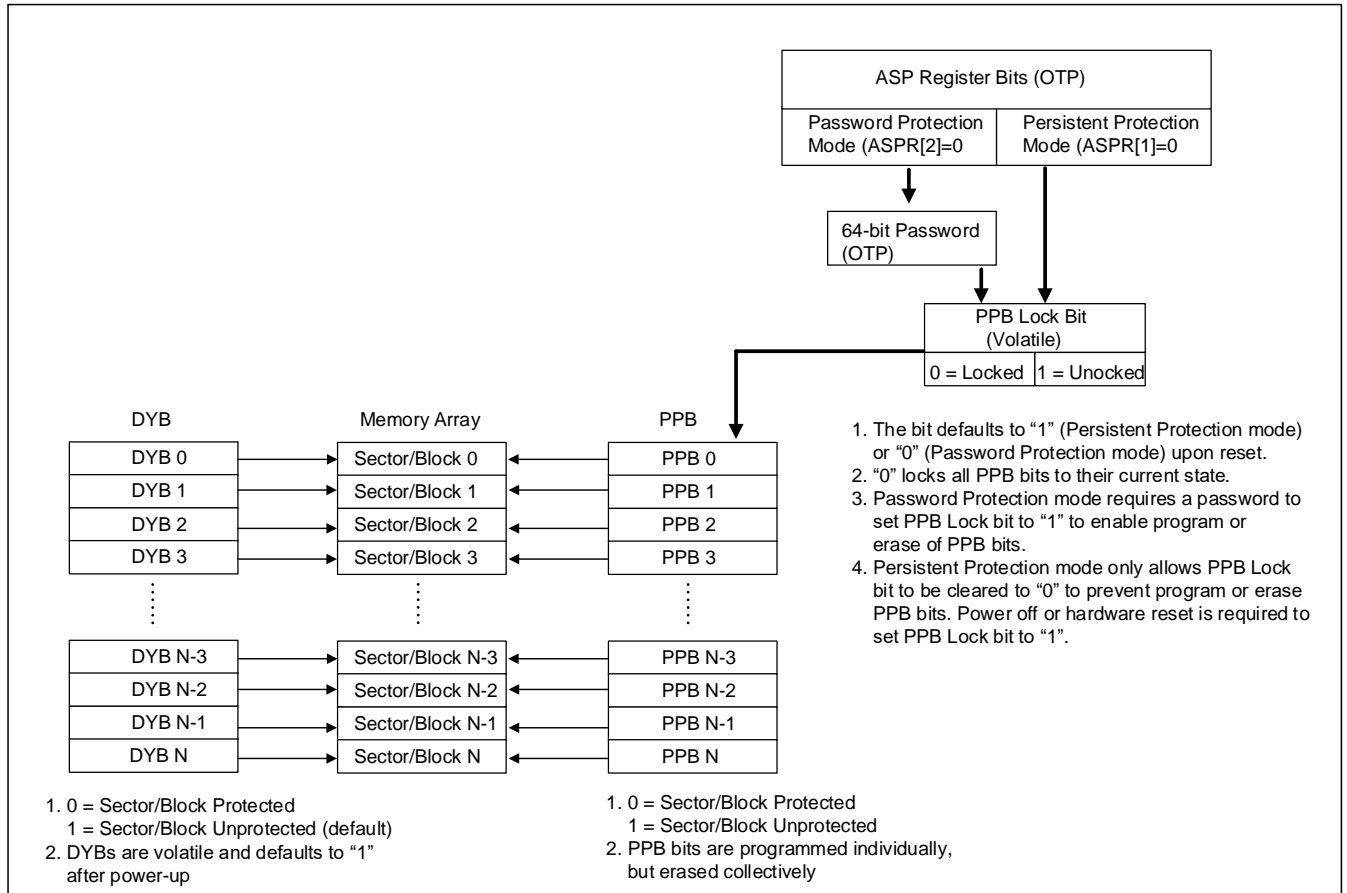 ASP Register Bits (OTP)
Password Protection
Mode (ASPR[2]=0
Persistent Protection
Mode (ASPR[1]=0
64-bit Password
(OTP)
PPB Lock Bit
(Volatile)
0 = Locked
1 = Unocked
DYB
Memory Array
PPB
DYB 0
Sector/Block 0
PPB 0
DYB 1
Sector/Block 1
PPB 1
DYB 2
Sector/Block 2
PPB 2
DYB 3
Sector/Block 3
PPB 3
DYB N-3
Sector/Block N-3
PPB N-3
DYB N-2
Sector/Block N-2
PPB N-2
DYB N-1
Sector/Block N-1
PPB N-1
DYB N
Sector/Block N
PPB N
1. The bit defaults to “1” (Persistent Protection mode)
or “0” (Password Protection mode) upon reset.
2. “0” locks all PPB bits to their current state.
3. Password Protection mode requires a password to
set PPB Lock bit to “1” to enable program or
erase of PPB bits.
4. Persistent Protection mode only allows PPB Lock
bit to be cleared to “0” to prevent program or erase
PPB bits. Power off or hardware reset is required to
set PPB Lock bit to “1”.
1. 0 = Sector/Block Protected
1 = Sector/Block Unprotected (default)
2. DYBs are volatile and defaults to “1”
after power-up
1. 0 = Sector/Block Protected
1 = Sector/Block Unprotected
2. PPB bits are programmed individually,
but erased collectively